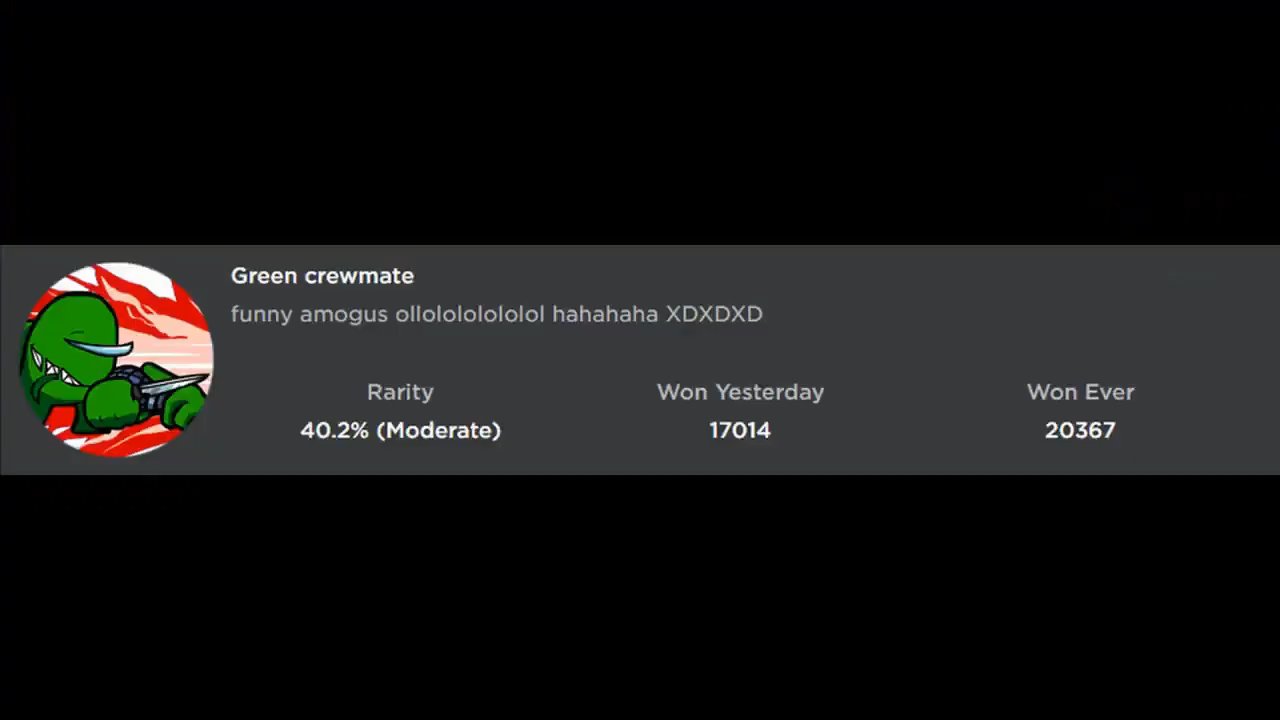 Green crewmate
funny amogus ollolololololol hahahaha XDXDXD
Rarity Won Yesterday Won Ever
40.2% (Moderate) 17014 20367